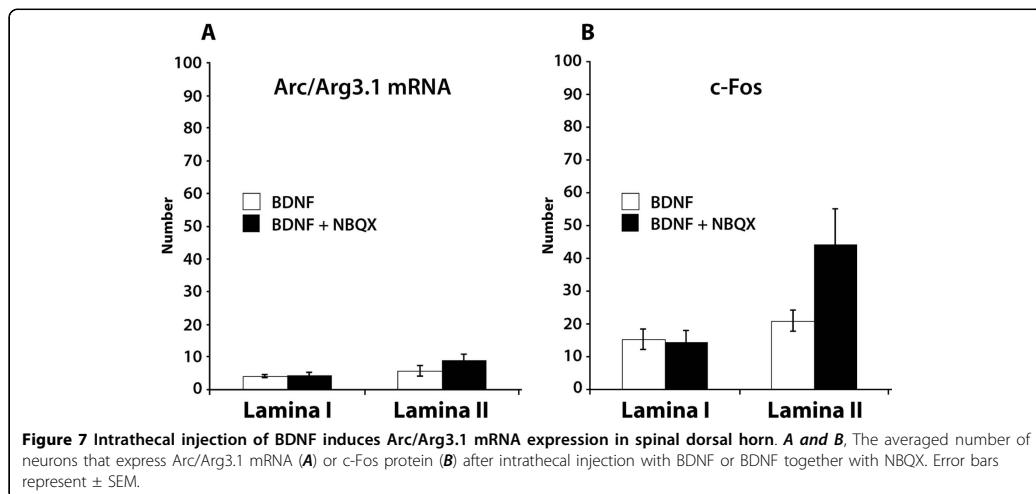 A
100
90
80
70
60
50
40
30
20
10
0
Number
Arc/Arg3.1 mRNA
BDNF
BDNF + NBQX
Lamina I Lamina II
B
100
90
80
70
60
50
40
30
20
10
0
Number
c-Fos
BDNF
BDNF + NBQX
Lamina I Lamina II
Figure 7 Intrathecal injection of BDNF induces Arc/Arg3.1 mRNA expression in spinal dorsal horn. A and B, The averaged number of
neurons that express Arc/Arg3.1 mRNA (A) or c-Fos protein (B) after intrathecal injection with BDNF or BDNF together with NBQX. Error bars
represent ± SEM.